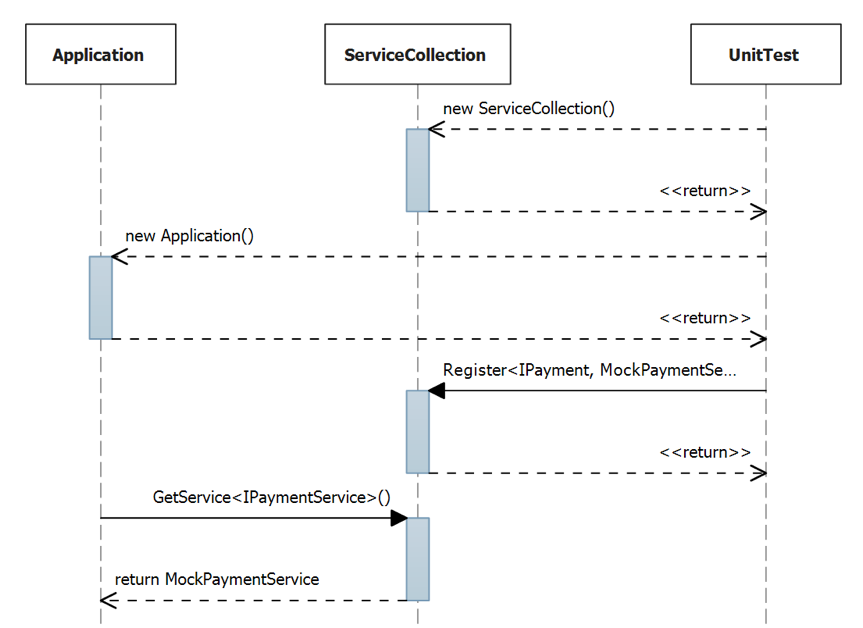 Application
ServiceCollection
UnitTest
new ServiceCollection()
<<return>>
new Application()
<<return>>
Register<IPayment, MockPaymentSe...
<<return>>
GetService<IPaymentService>()
return MockPaymentService